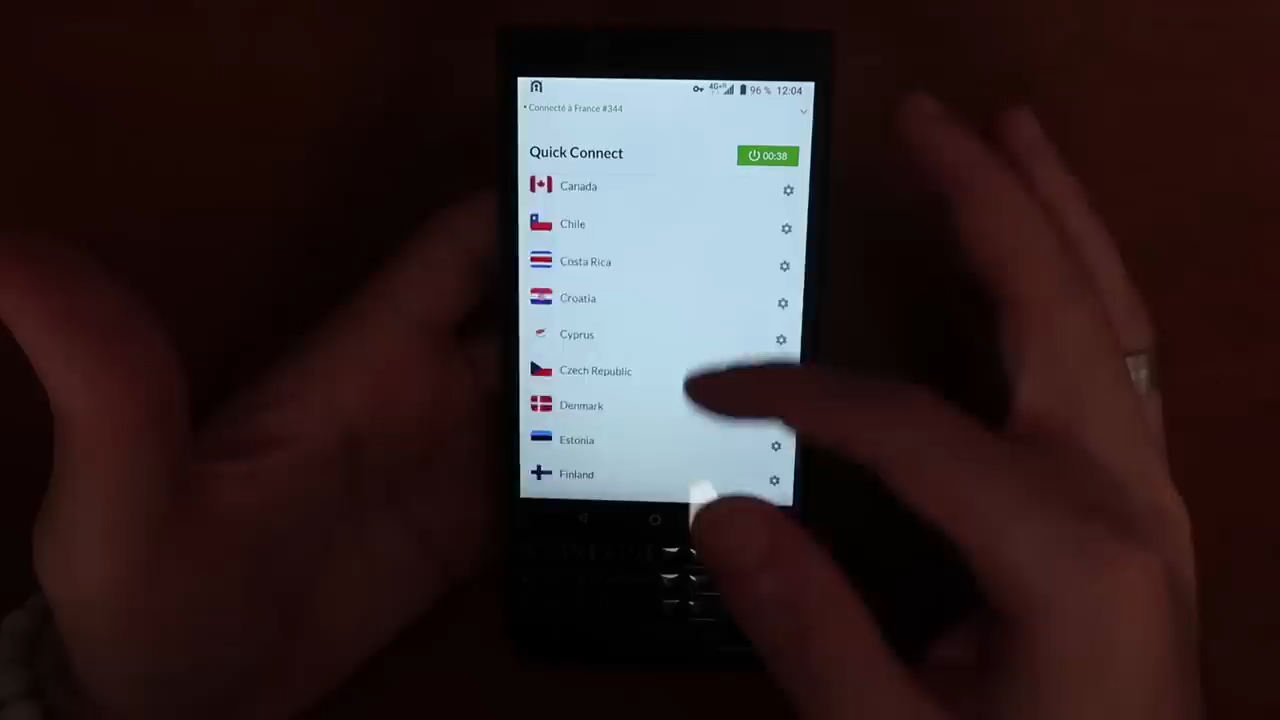 4G+ 96 % 12:04
• Connecté à France #344
Quick Connect 00:38
Canada
Chile
Costa Rica
Croatia
Cyprus
Czech Republic
Denmark
Estonia
Finland